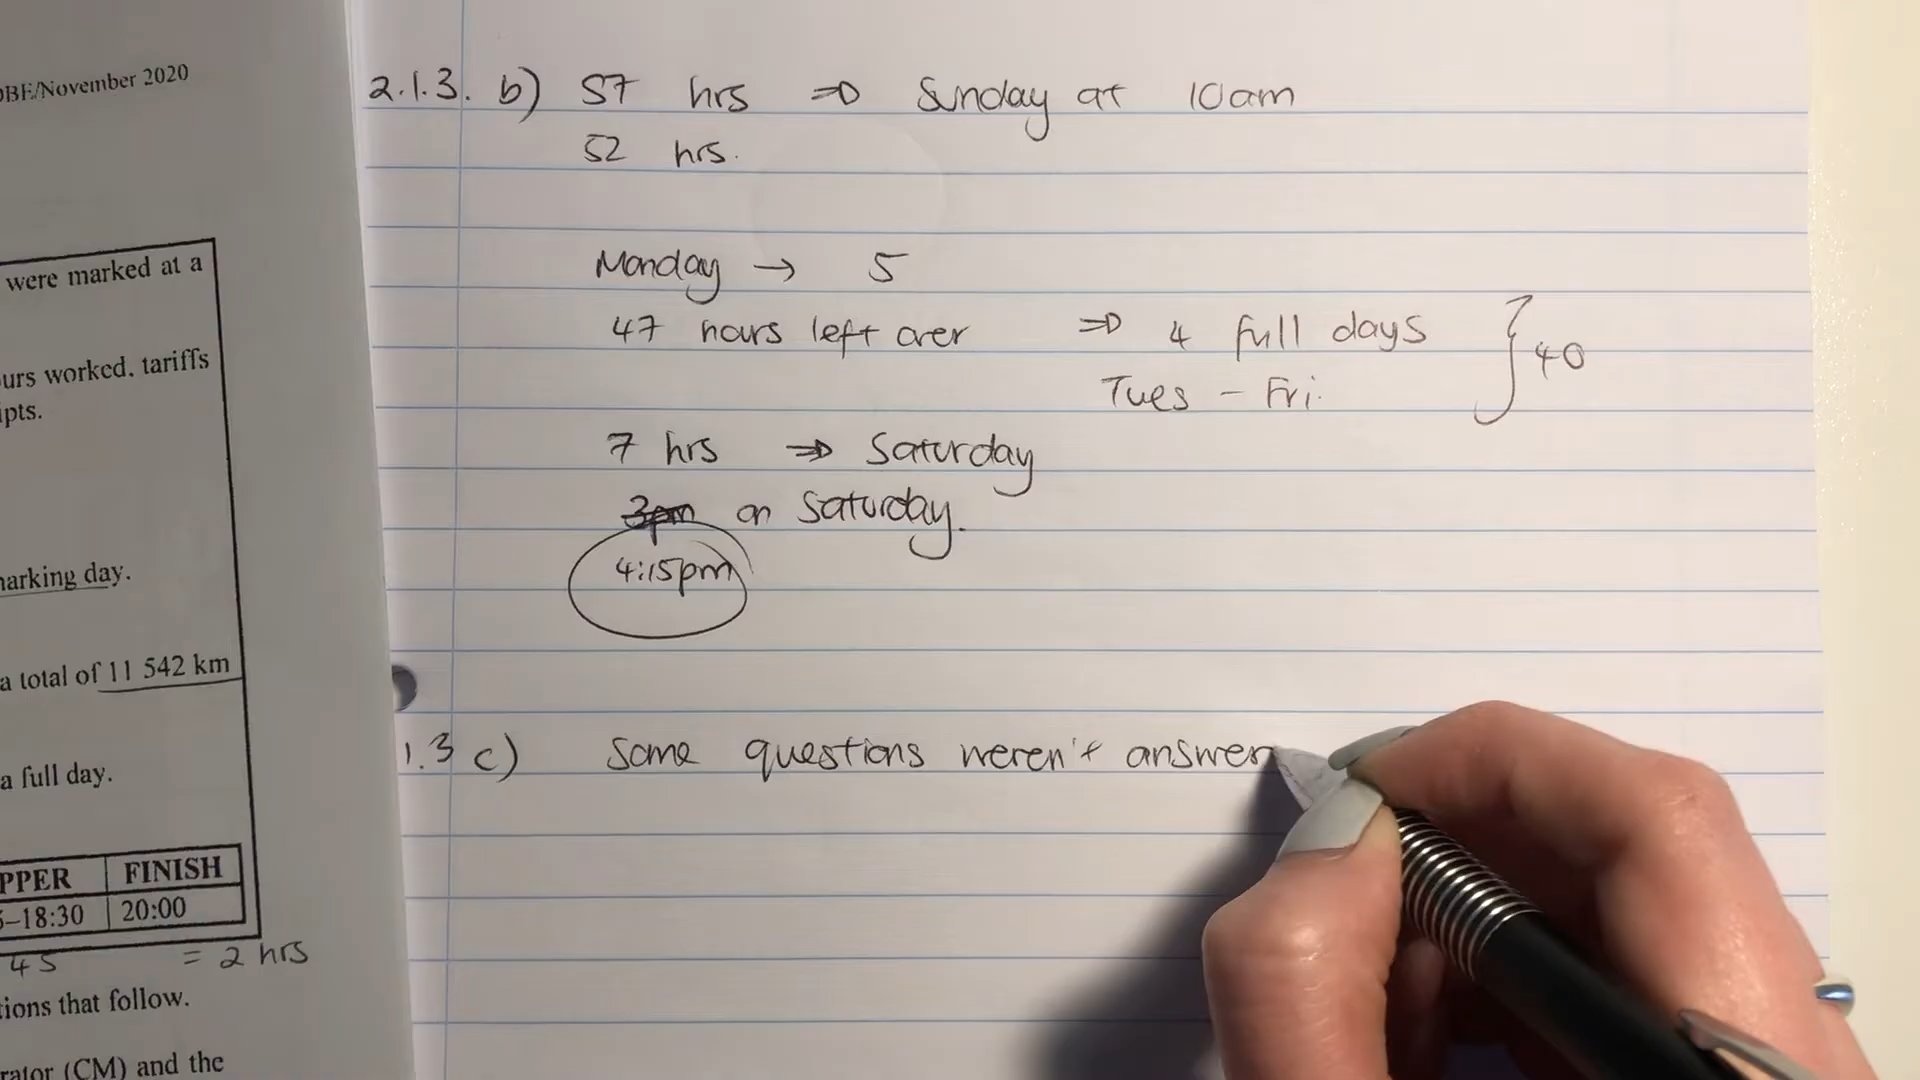 DBE/November 2020
were marked at a
urs worked, tariffs
ipts.
marking day.
a total of 11 542 km
a full day.
PPER FINISH
–18:30 20:00
45 = 2 hrs
tions that follow.
rator (CM) and the
2.1.3. b) 57 hrs ⇒ Sunday at 10am
52 hrs.
Monday → 5
47 hours left over ⇒ 4 full days } 40
Tues – Fri.
7 hrs ⇒ Saturday
3pm on Saturday.
4:15pm
1.3 c) Some questions weren't answer